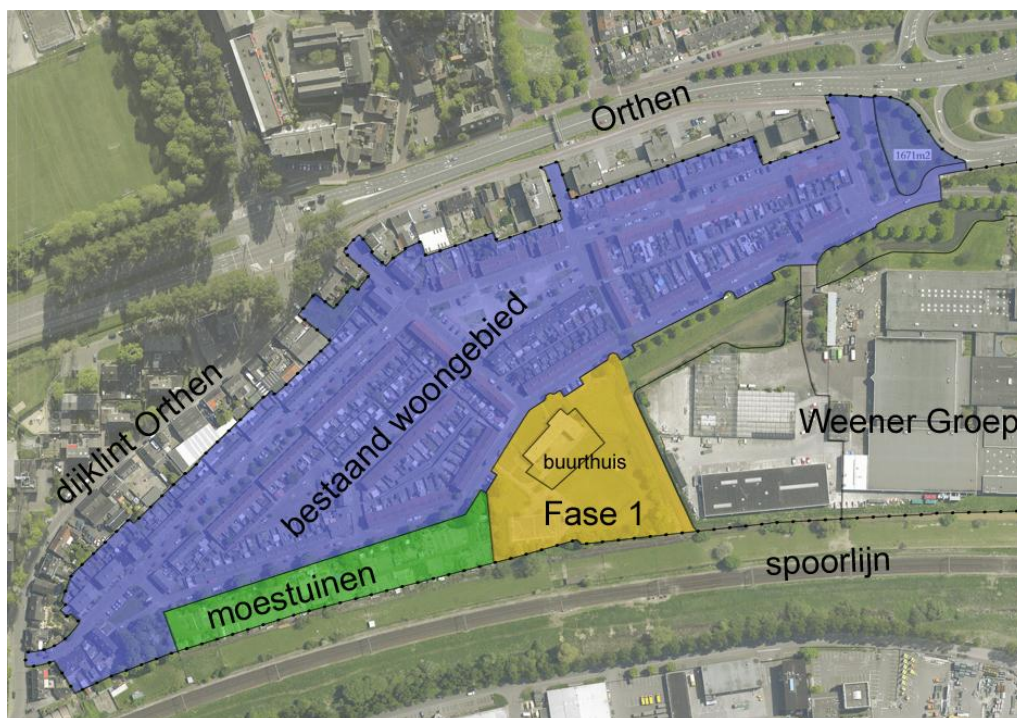 Orthen
1671m2
dijklint Orthen
bestaand woongebied
Weener Groep
buurthuis
Fase 1
moestuinen
spoorlijn